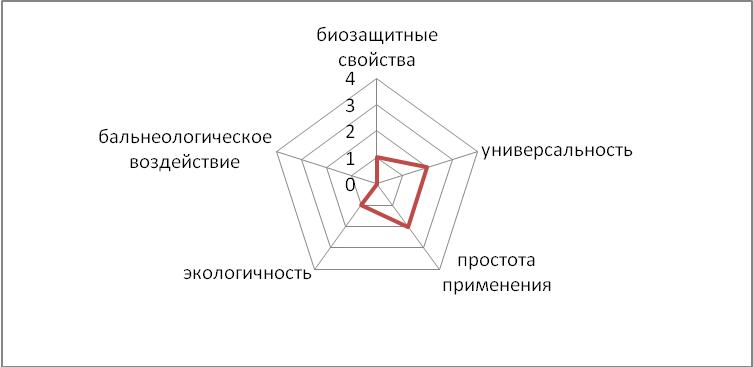 биозащитные
свойства
4
3
2
1
0
универсальность
простота
применения
экологичность
бальнеологическое
воздействие